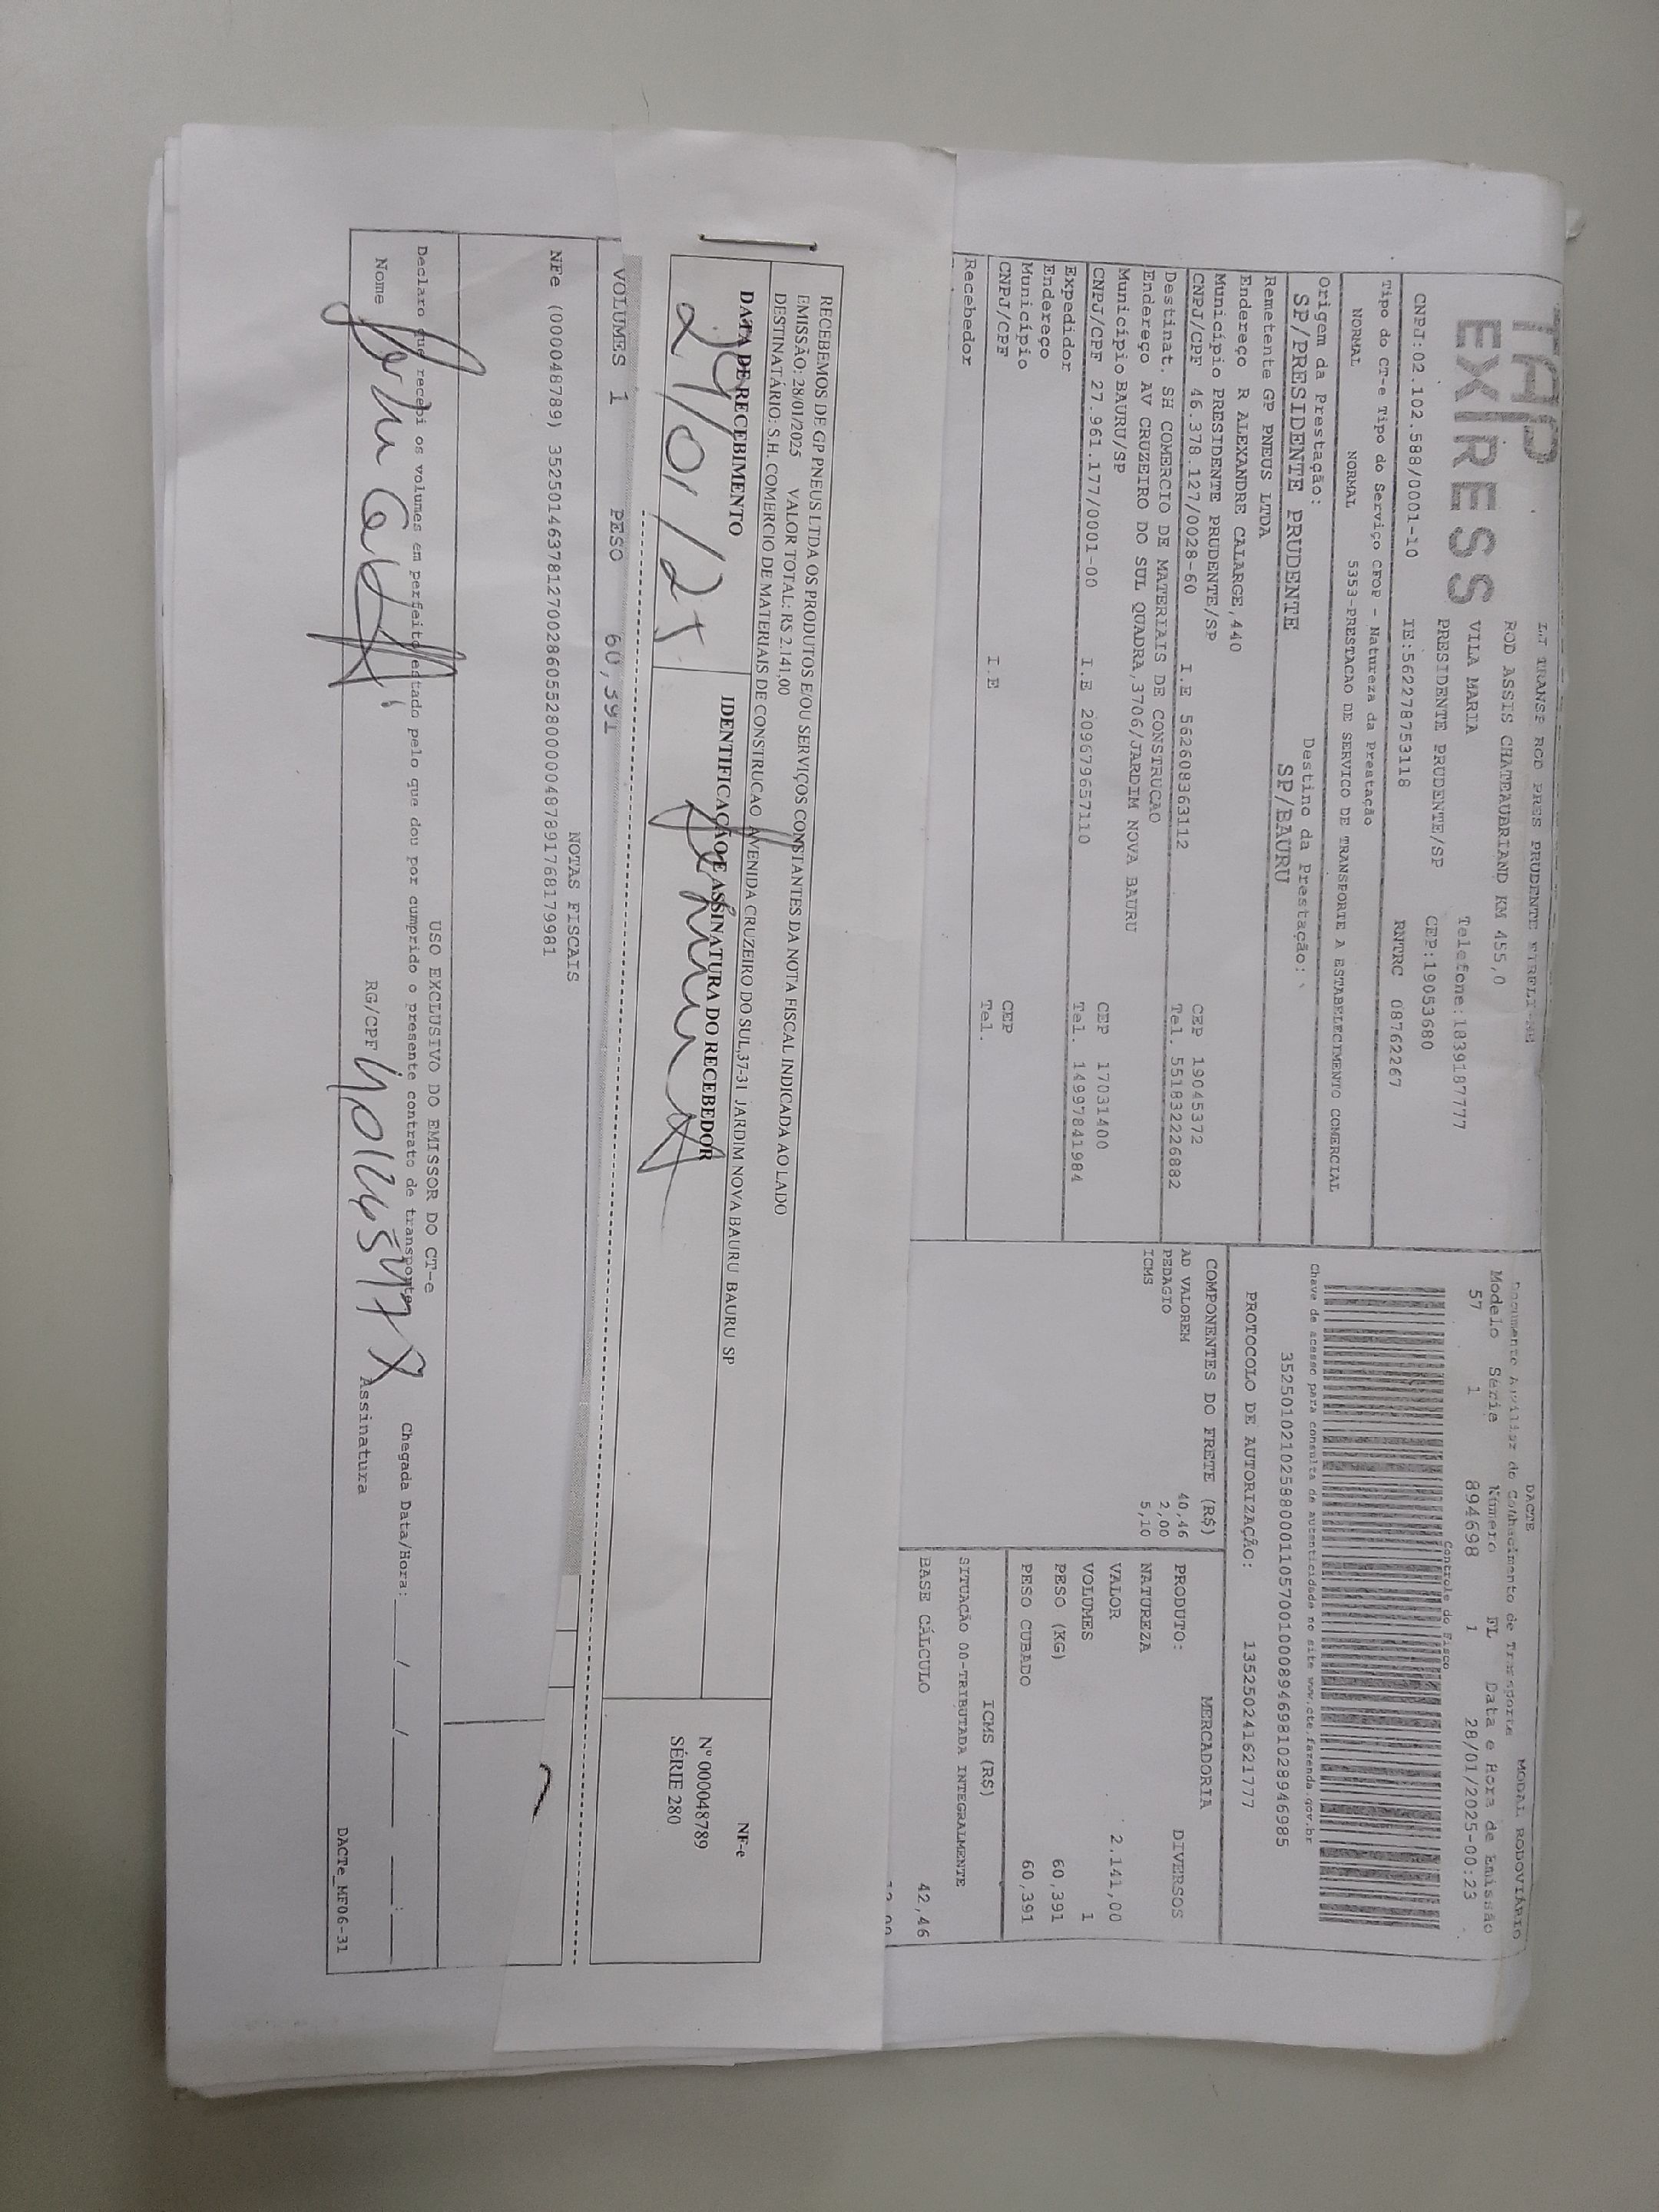 TAP
EXPRESS
LJ TRANSP ROD PRES PRUDENTE EIRELI-ME
ROD ASSIS CHATEAUBRIAND KM 455,0
VILA MARIA
Telefone:1839187777
PRESIDENTE PRUDENTE/SP
CEP:19053680
CNPJ:02.102.588/0001-10
IE:562278753118
RNTRC 08762267
Tipo do CT-e Tipo do Serviço CFOP - Natureza da Prestação
NORMAL NORMAL 5353-PRESTACAO DE SERVICO DE TRANSPORTE A ESTABELECIMENTO COMERCIAL
Origem da Prestação:
SP/PRESIDENTE PRUDENTE
Destino da Prestação:
SP/BAURU
Remetente GP PNEUS LTDA
Endereço R ALEXANDRE CALARGE,440
Município PRESIDENTE PRUDENTE/SP
CEP 19045372
CNPJ/CPF 46.378.127/0028-60 I.E 562608363112
Tel. 551832226882
Destinat. SH COMERCIO DE MATERIAIS DE CONSTRUCAO
Endereço AV CRUZEIRO DO SUL QUADRA,3706/JARDIM NOVA BAURU
Município BAURU/SP
CEP 17031400
CNPJ/CPF 27.961.177/0001-00 I.E 209679657110
Tel. 14997841984
Expedidor
Endereço
Município
CEP
CNPJ/CPF I.E
Tel.
Recebedor
DACTE
Documento Auxiliar de Conhecimento de Transporte
MODAL RODOVIÁRIO
Modelo Série Número FL Data e Hora de Emissão
57 1 894698 1 28/01/2025-00:23
Controle do Fisco
Chave de acesso para consulta de autenticidade no site www.cte.fazenda.gov.br
35250102102588000110570010008946981028946985
PROTOCOLO DE AUTORIZAÇÃO: 135250241621777
COMPONENTES DO FRETE (R$)
AD VALOREM 40,46
PEDAGIO 2,00
ICMS 5,10
MERCADORIA
PRODUTO: DIVERSOS
NATUREZA
VALOR 2.141,00
VOLUMES 1
PESO (KG) 60,391
PESO CUBADO 60,391
ICMS (R$)
SITUAÇÃO 00-TRIBUTADA INTEGRALMENTE
BASE CÁLCULO 42,46
RECEBEMOS DE GP PNEUS LTDA OS PRODUTOS E/OU SERVIÇOS CONSTANTES DA NOTA FISCAL INDICADA AO LADO
EMISSÃO: 28/01/2025 VALOR TOTAL: R$ 2.141,00
DESTINATÁRIO: S.H. COMERCIO DE MATERIAIS DE CONSTRUCAO AVENIDA CRUZEIRO DO SUL,37-31 JARDIM NOVA BAURU BAURU SP
DATA DE RECEBIMENTO
29/01/25
IDENTIFICAÇÃO E ASSINATURA DO RECEBEDOR
NF-e
Nº 000048789
SÉRIE 280
VOLUMES 1 PESO 60,391
NOTAS FISCAIS
NFe (000048789) 35250146378127002860552800000487891768179981
USO EXCLUSIVO DO EMISSOR DO CT-e
Declaro que recebi os volumes em perfeito estado pelo que dou por cumprido o presente contrato de transporte
Chegada Data/Hora: ___/___/____ __:__
Nome
RG/CPF
Assinatura
DACTe_MF06-31